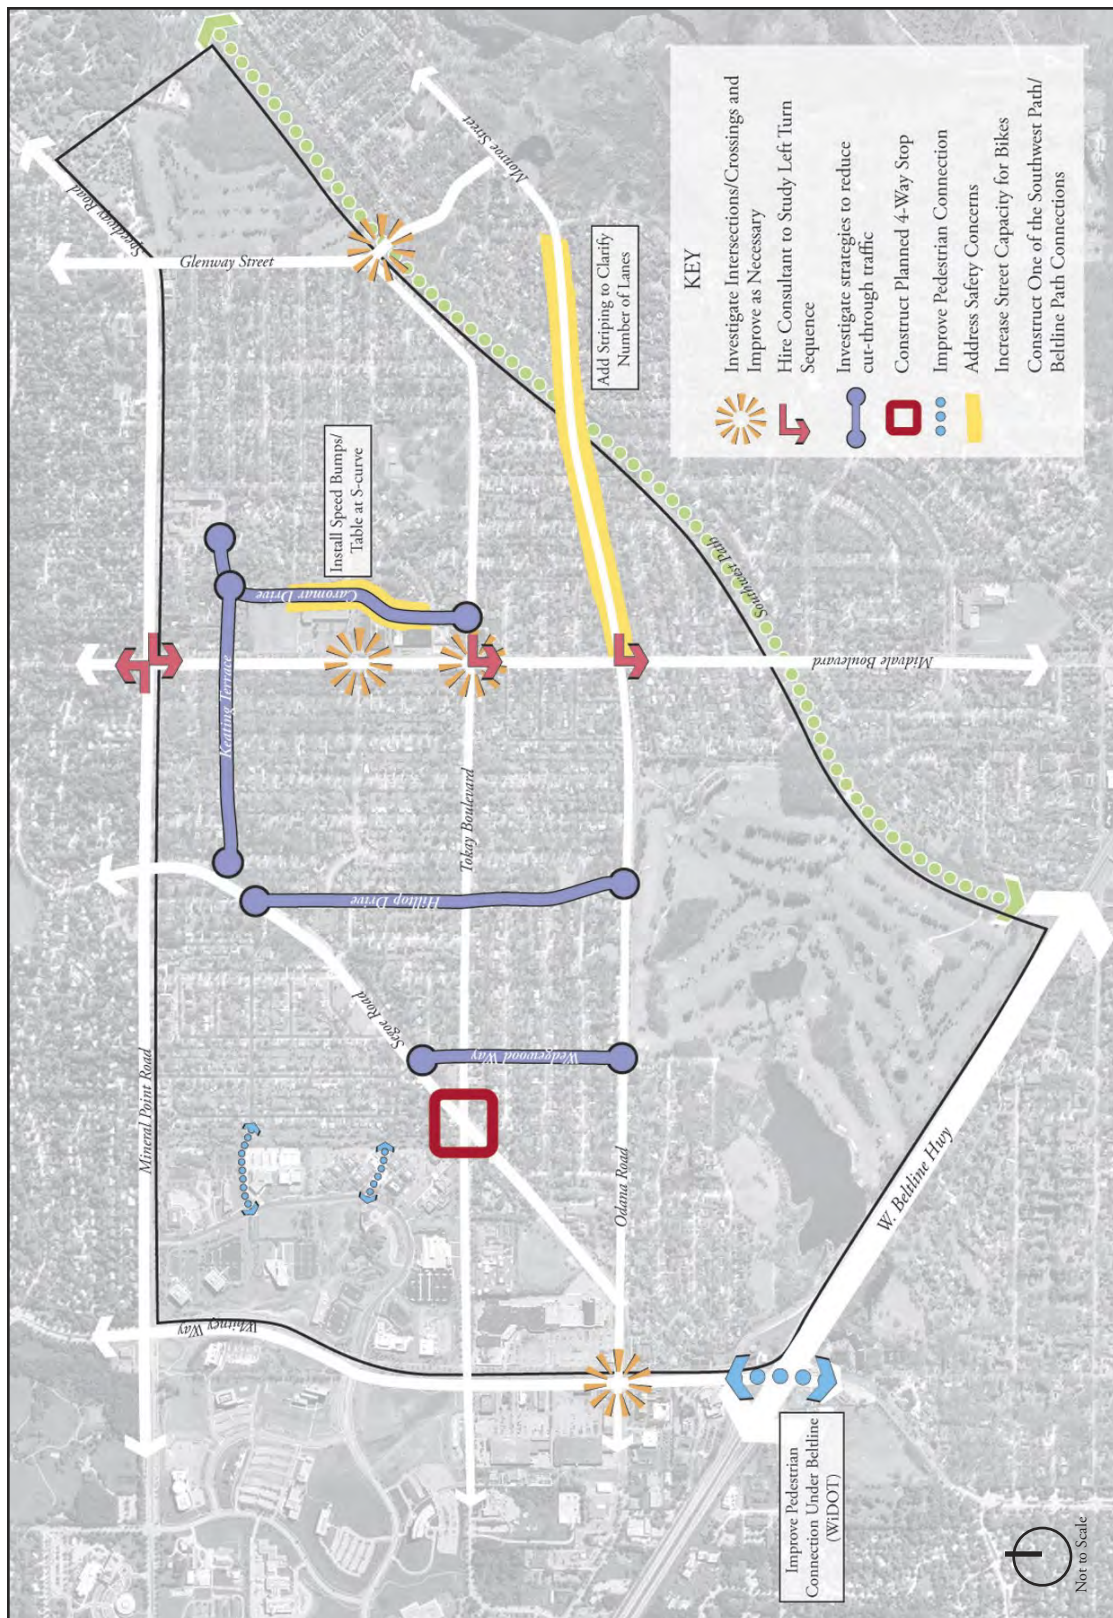 Speedway Road
Glenway Street
Monroe Street
Mineral Point Road
Keating Terrace
Caromar Drive
Install Speed Bumps/
Table at S-curve
Add Striping to Clarify
Number of Lanes
Southwest Path
Midvale Boulevard
Tokay Boulevard
Hilltop Drive
Segoe Road
Wedgewood Way
Odana Road
Whitney Way
W. Beltline Hwy
Improve Pedestrian
Connection Under Beltline
(WiDOT)
Not to Scale
KEY
Investigate Intersections/Crossings and
Improve as Necessary
Hire Consultant to Study Left Turn
Sequence
Investigate strategies to reduce
cut-through traffic
Construct Planned 4-Way Stop
Improve Pedestrian Connection
Address Safety Concerns
Increase Street Capacity for Bikes
Construct One of the Southwest Path/
Beltline Path Connections